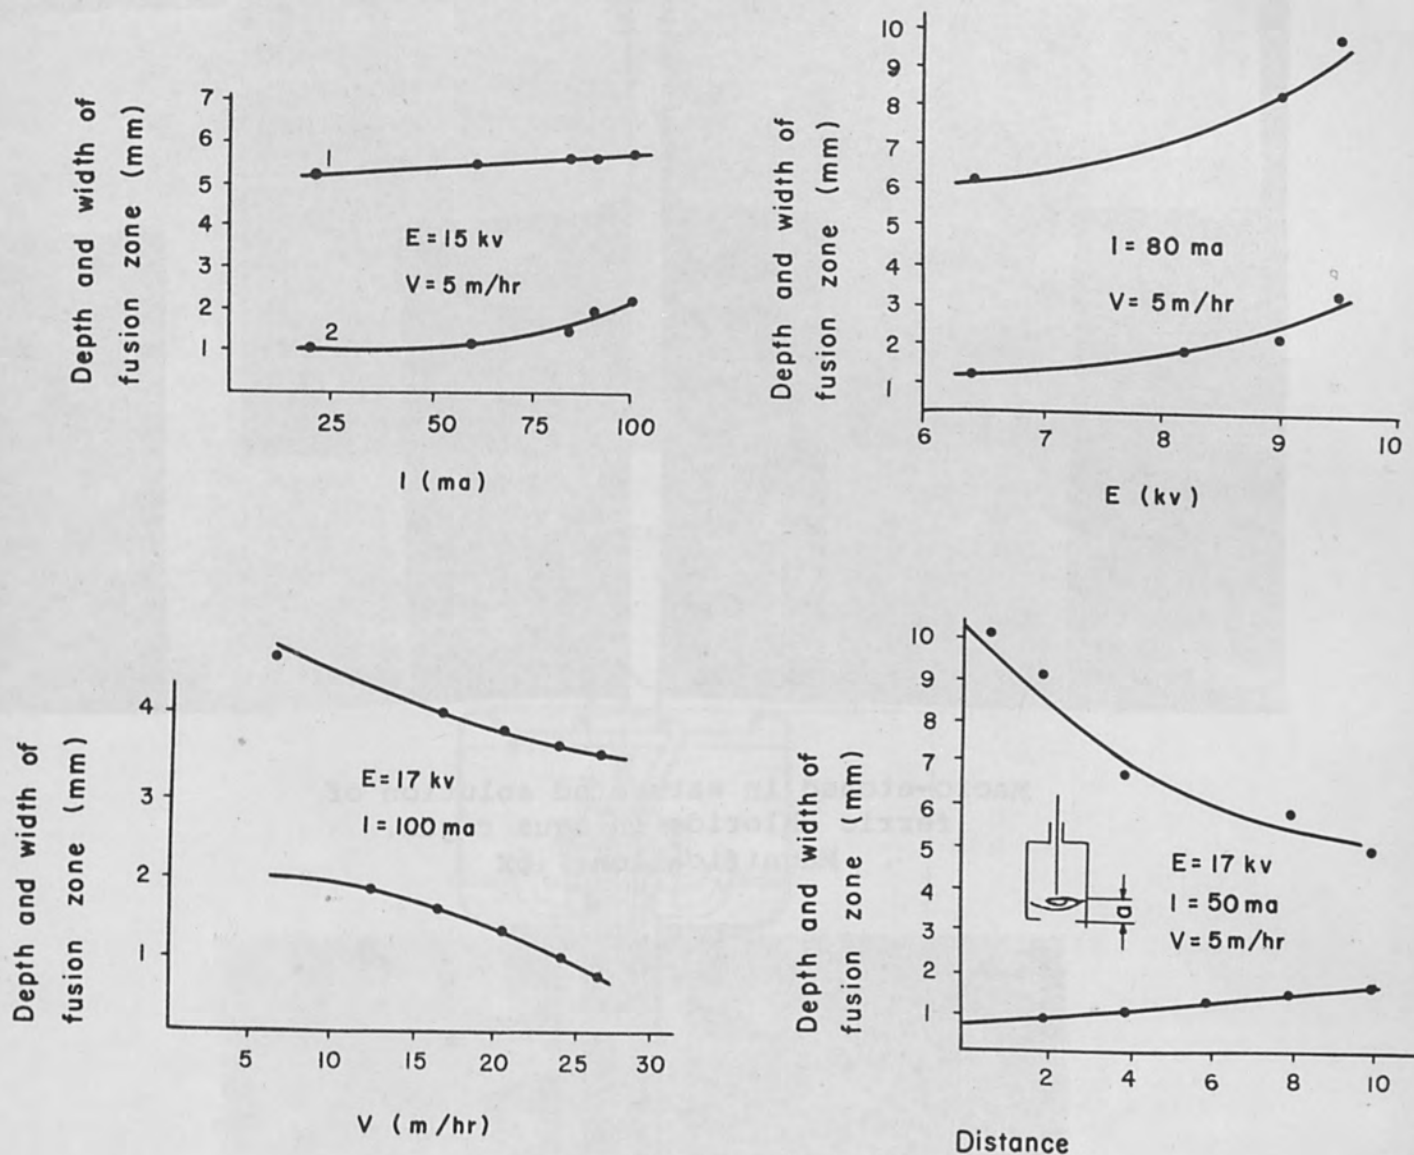 Depth and width of
fusion zone (mm)
7
6
5
4
3
2
1
1
2
E = 15 kv
V = 5 m/hr
25
50
75
100
I (ma)
Depth and width of
fusion zone (mm)
10
9
8
7
6
5
4
3
2
1
I = 80 ma
V = 5 m/hr
6
7
8
9
10
E (kv)
Depth and width of
fusion zone (mm)
4
3
2
1
E = 17 kv
I = 100 ma
5
10
15
20
25
30
V (m/hr)
Depth and width of
fusion zone (mm)
10
9
8
7
6
5
4
3
2
1
a
E = 17 kv
I = 50 ma
V = 5 m/hr
2
4
6
8
10
Distance